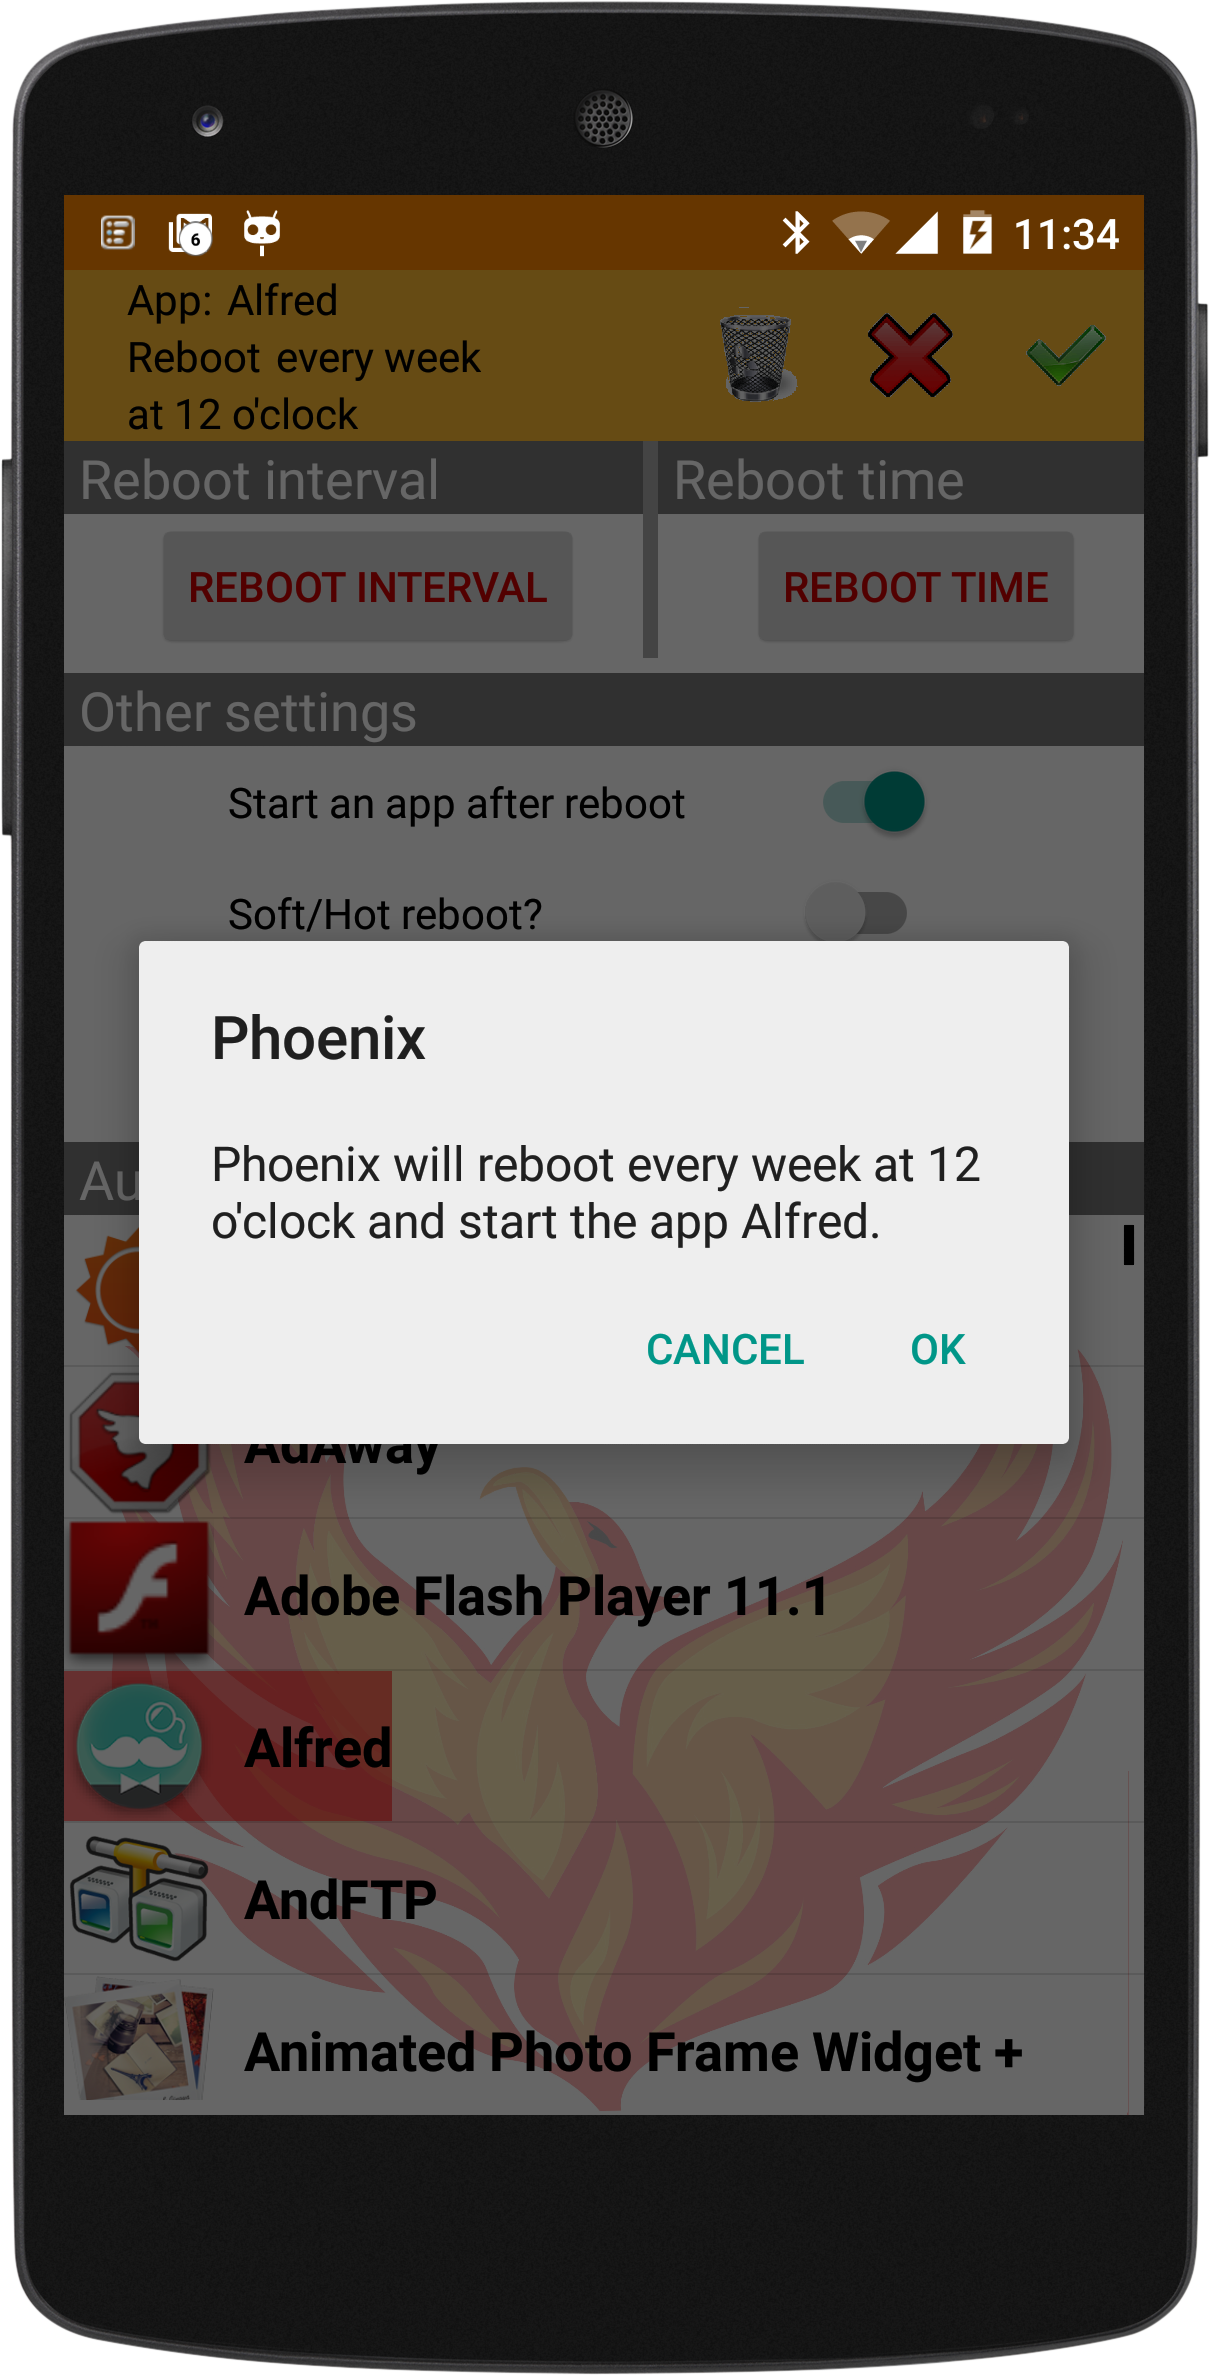 6
11:34
App: Alfred
Reboot every week
at 12 o'clock
Reboot interval
Reboot time
REBOOT INTERVAL
REBOOT TIME
Other settings
Start an app after reboot
Soft/Hot reboot?
Phoenix
Phoenix will reboot every week at 12
o'clock and start the app Alfred.
CANCEL
OK
Au
AdAway
Adobe Flash Player 11.1
Alfred
AndFTP
Animated Photo Frame Widget +